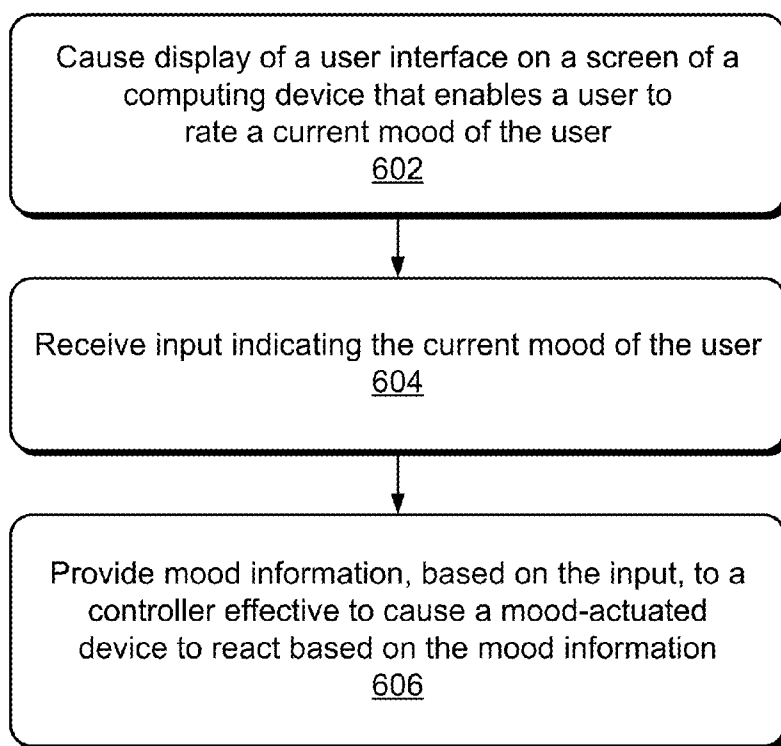 Cause display of a user interface on a screen of a
computing device that enables a user to
rate a current mood of the user
602
Receive input indicating the current mood of the user
604
Provide mood information, based on the input, to a
controller effective to cause a mood-actuated
device to react based on the mood information
606